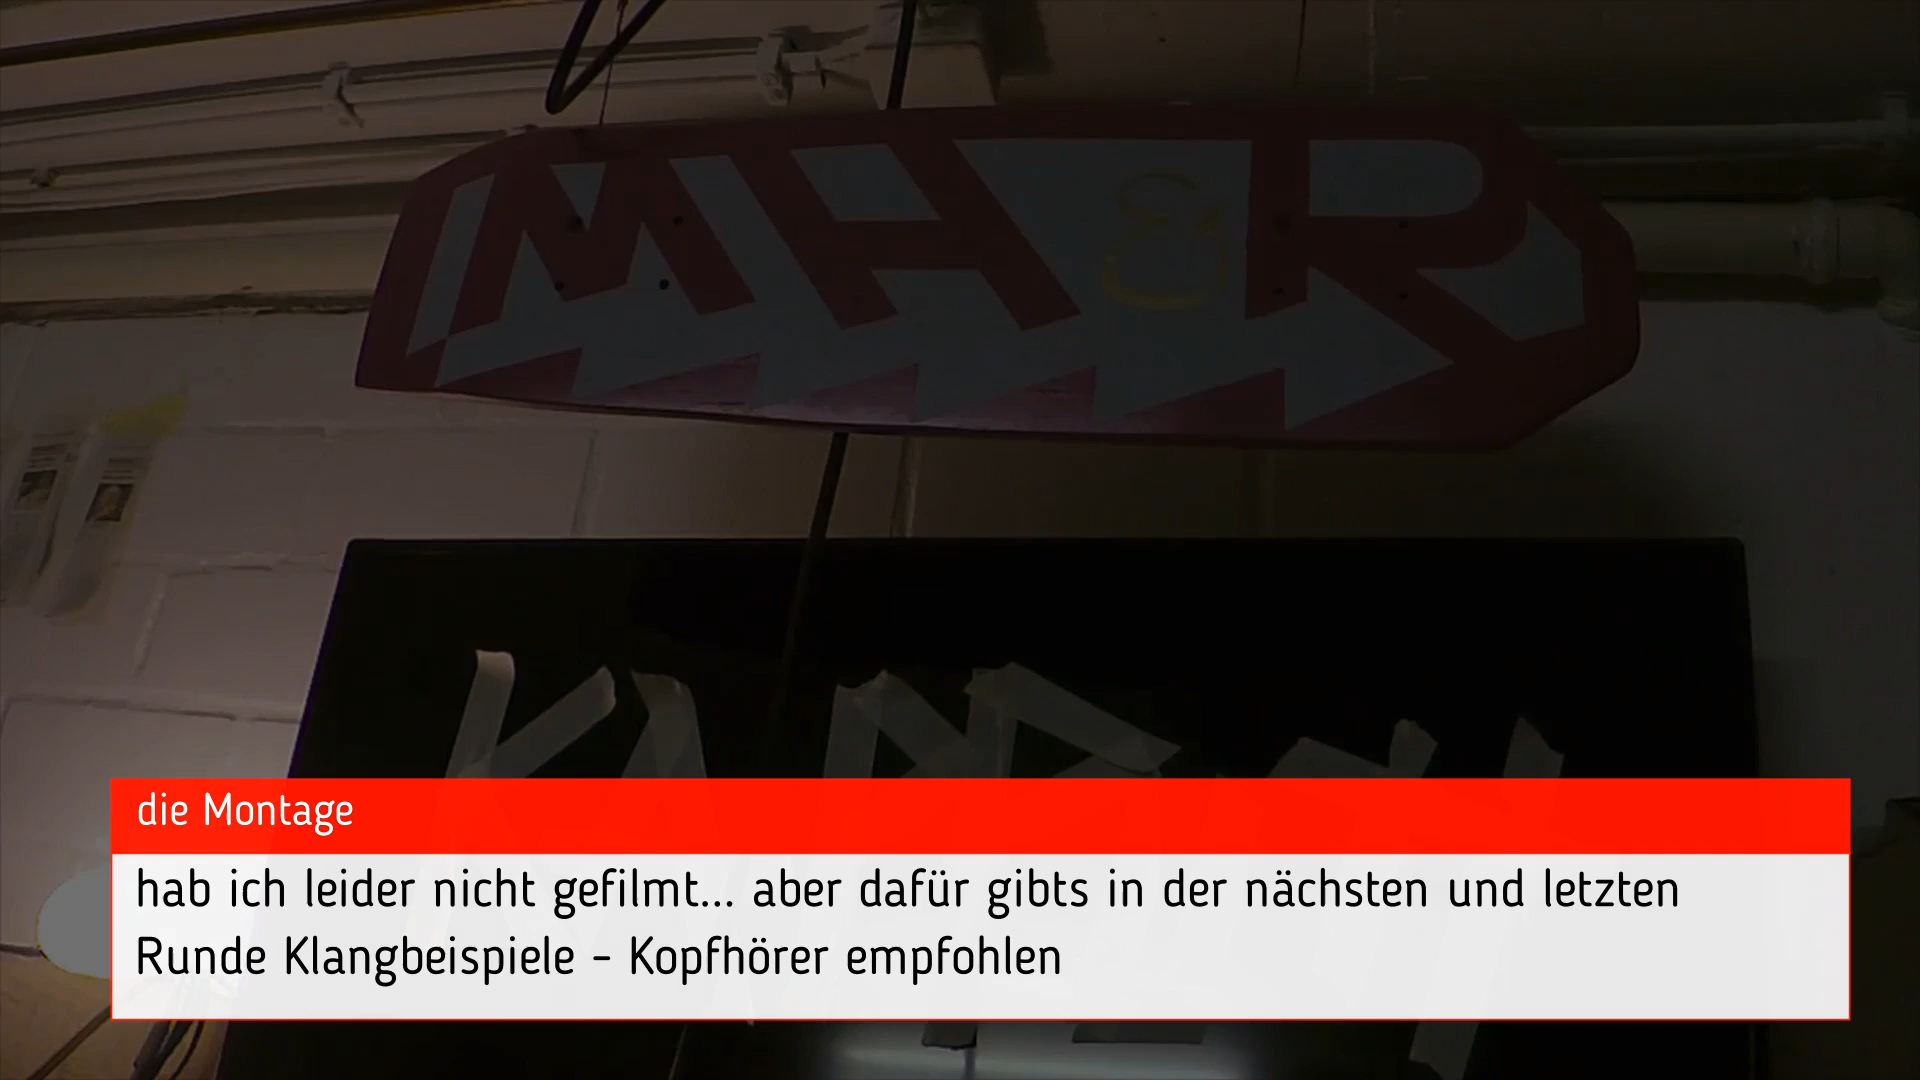 MHR
die Montage
hab ich leider nicht gefilmt... aber dafür gibts in der nächsten und letzten
Runde Klangbeispiele - Kopfhörer empfohlen